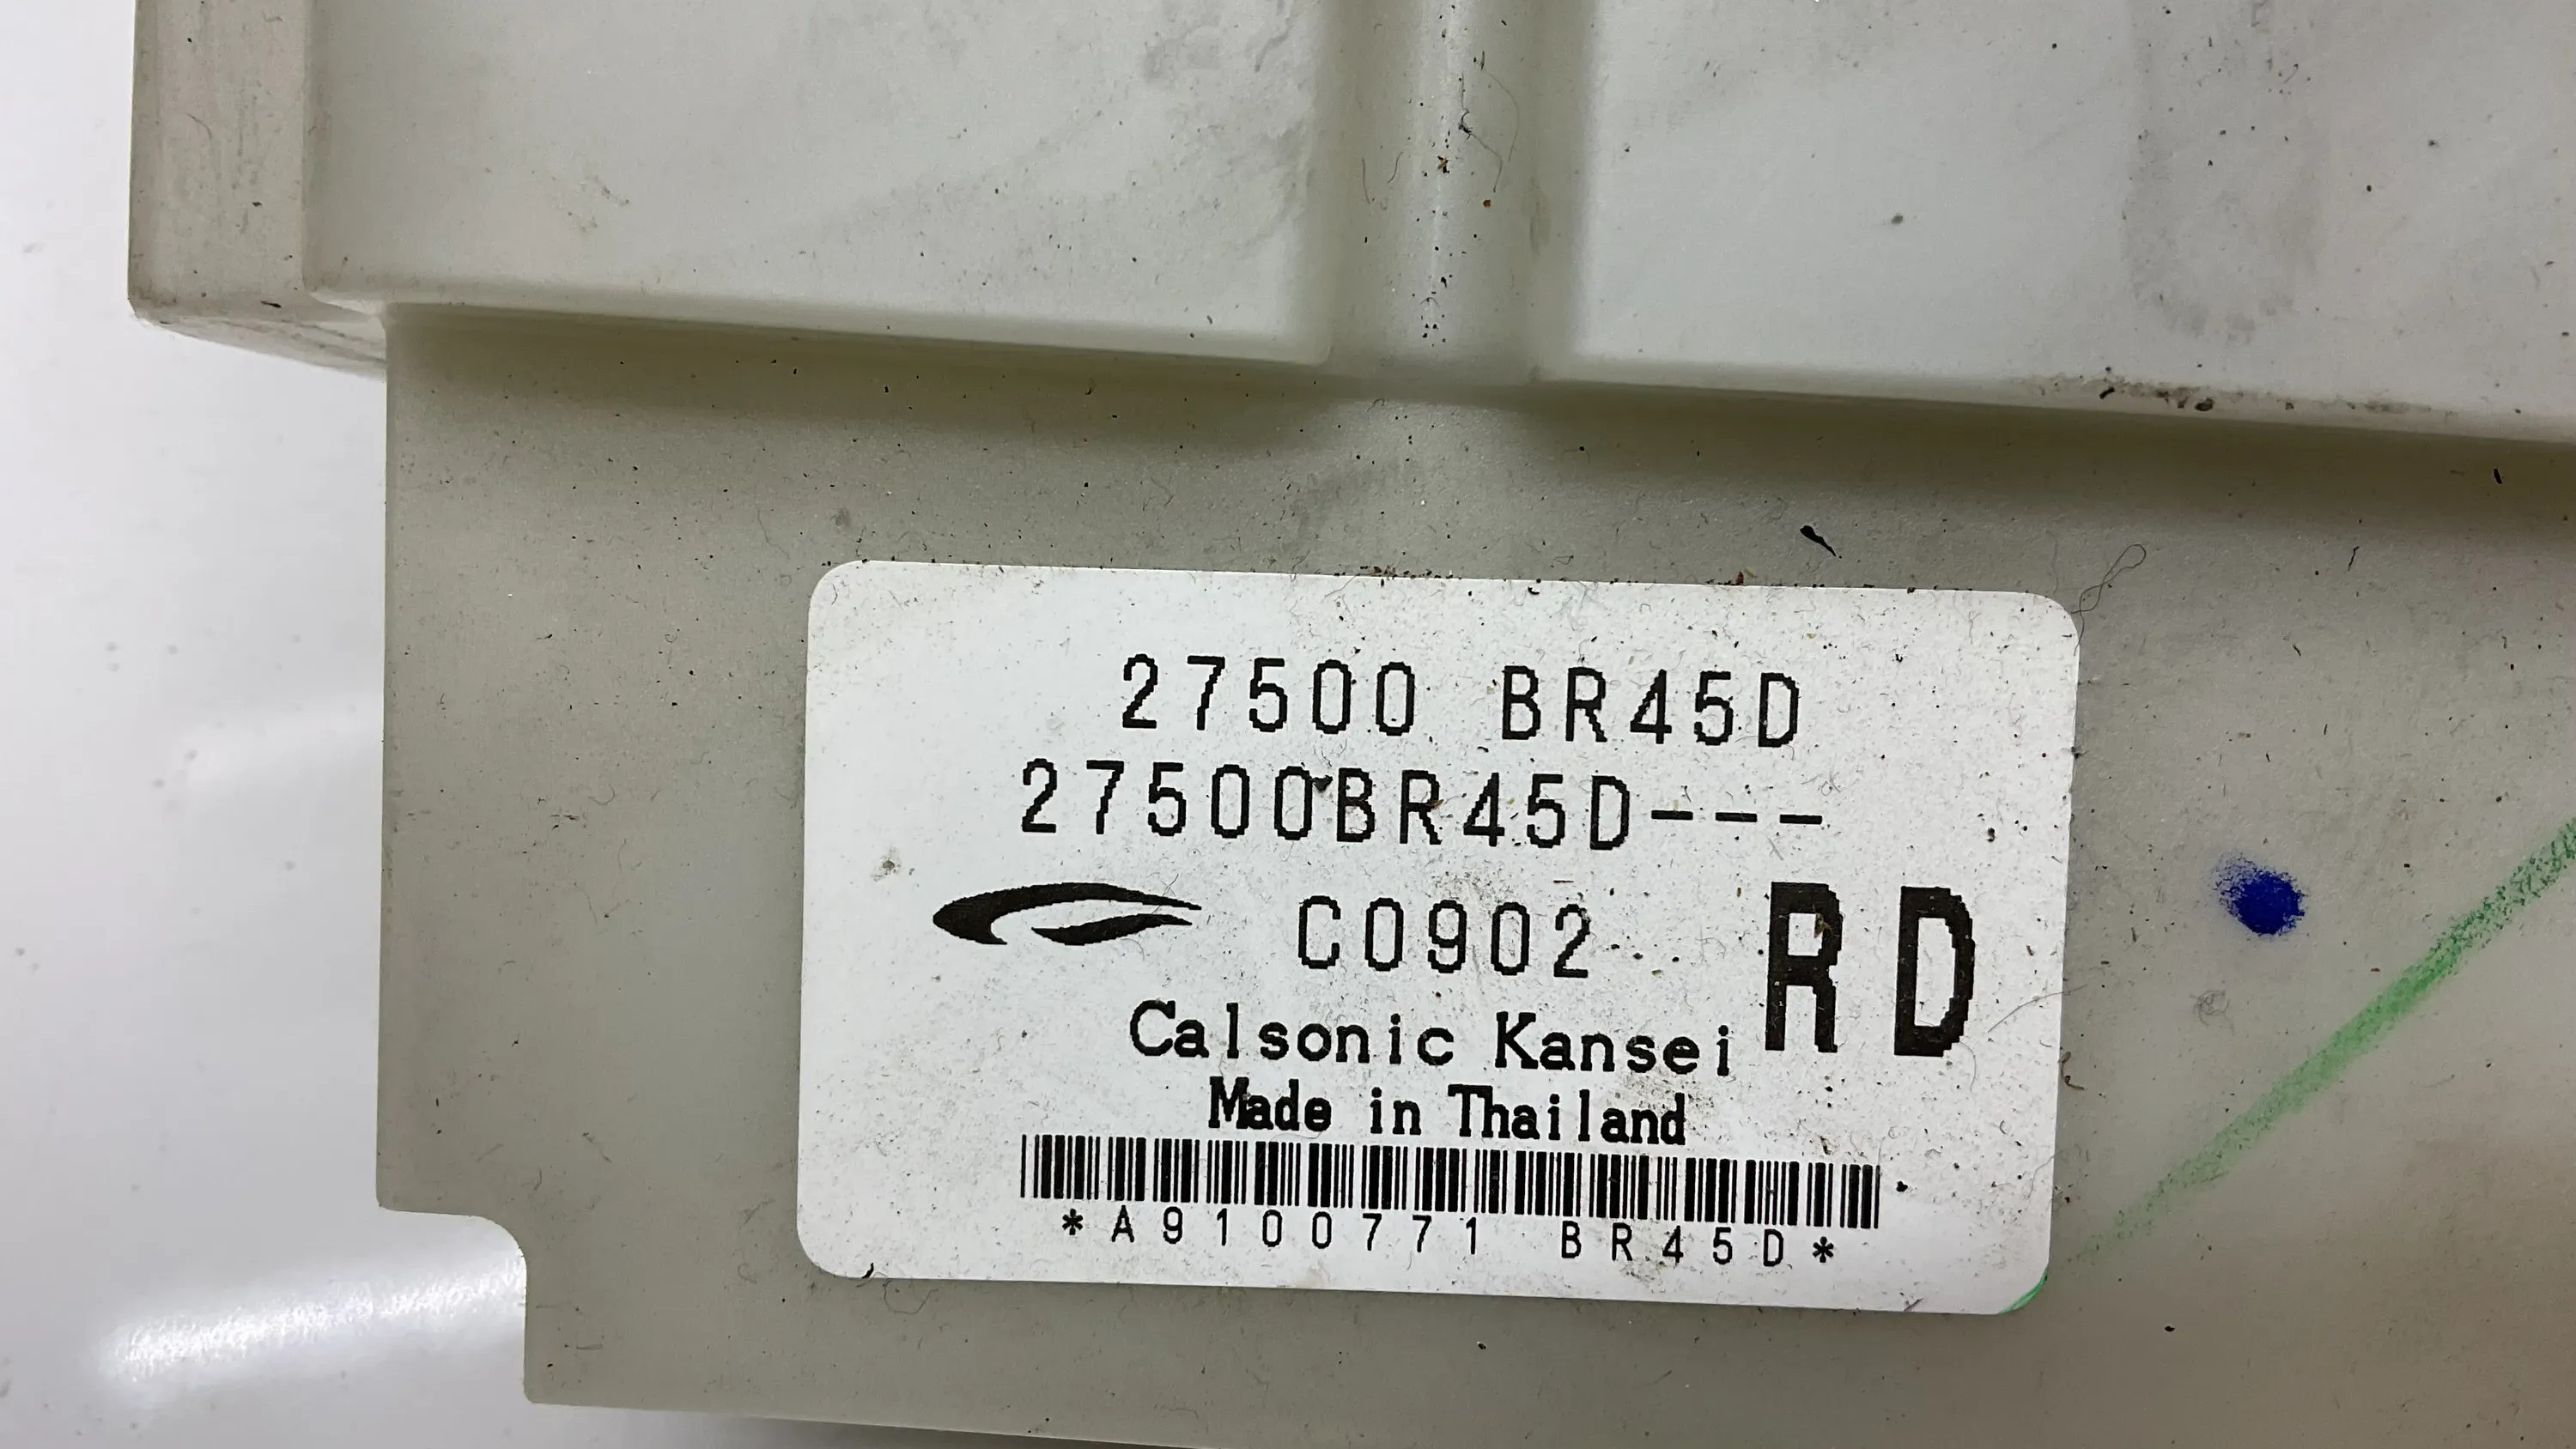 27500 BR45D
27500BR45D---
C0902 RD
Calsonic Kansei
Made in Thailand
*A9100771 BR45D*